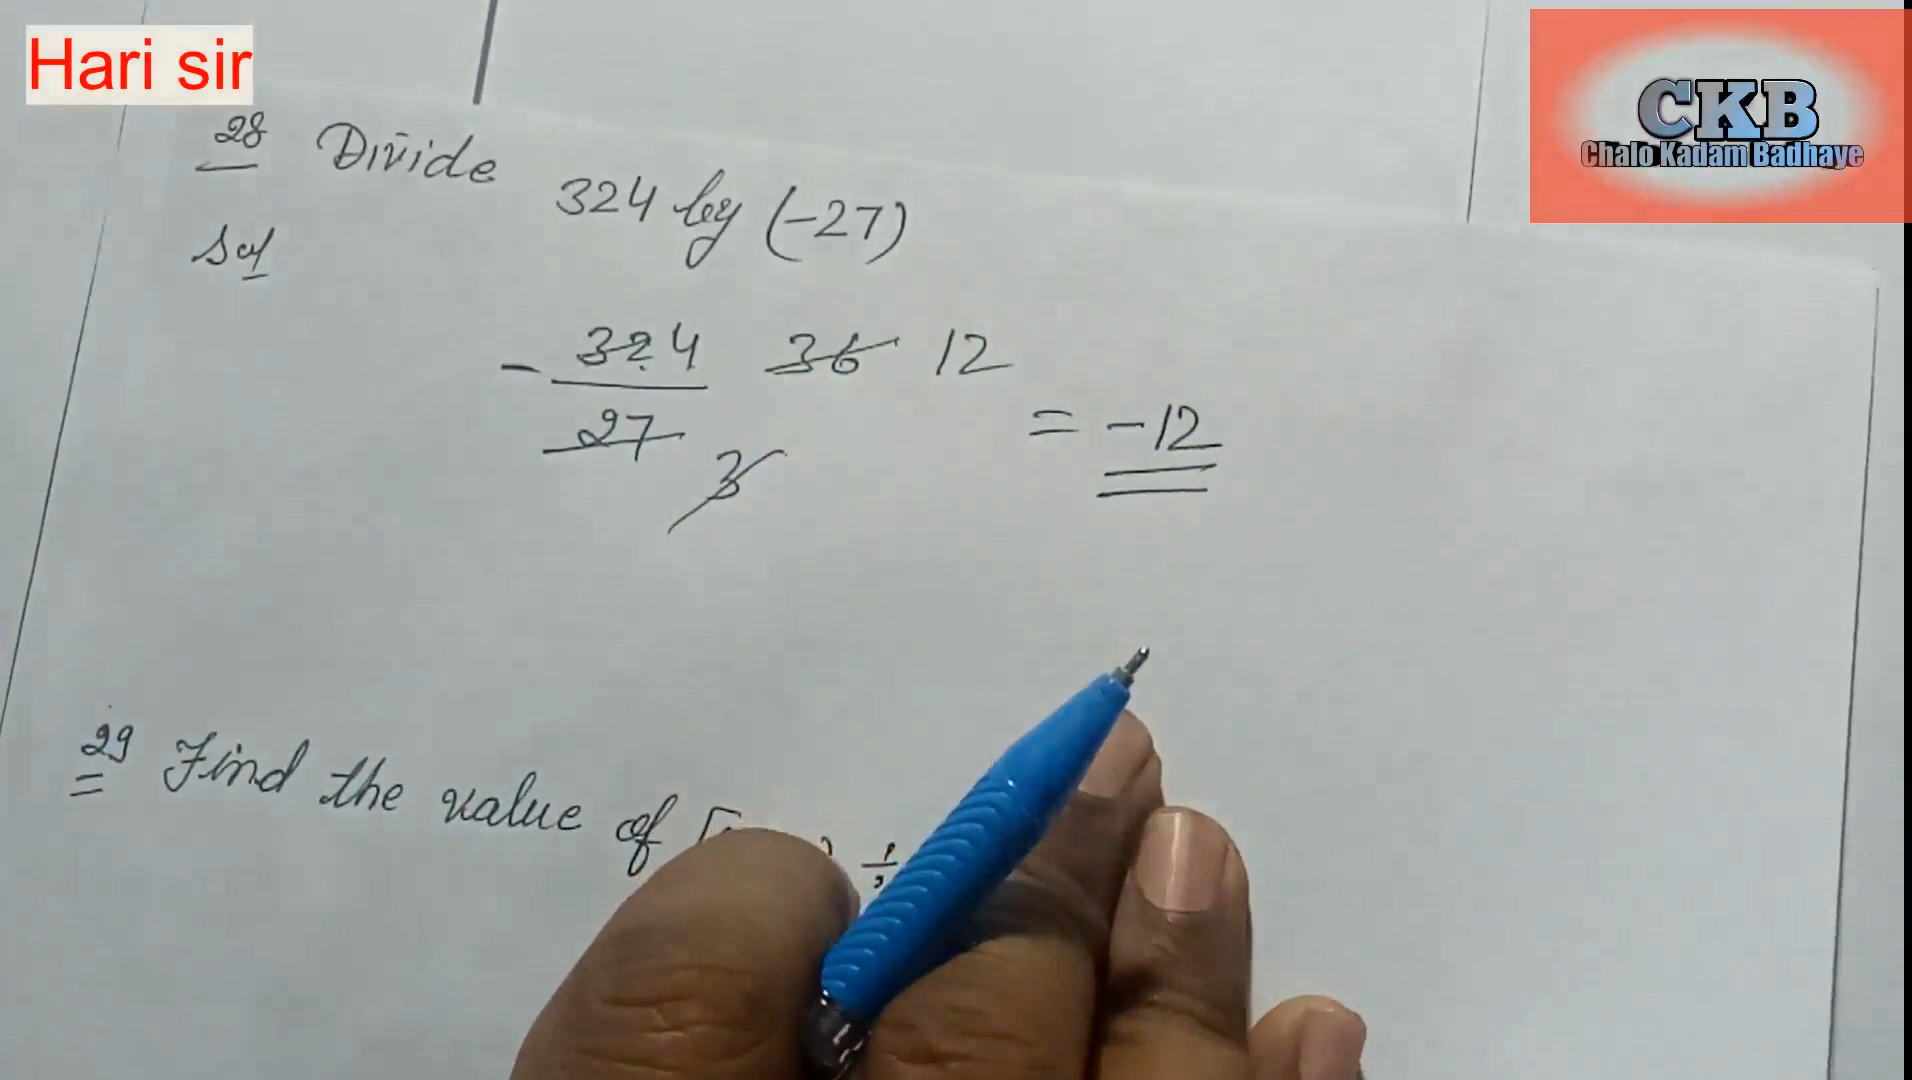 Hari sir
CKB
Chalo Kadam Badhaye
28 Divide 324 by (-27)
Sol
- 324 36 12
27 3
= -12
29 Find the value of [